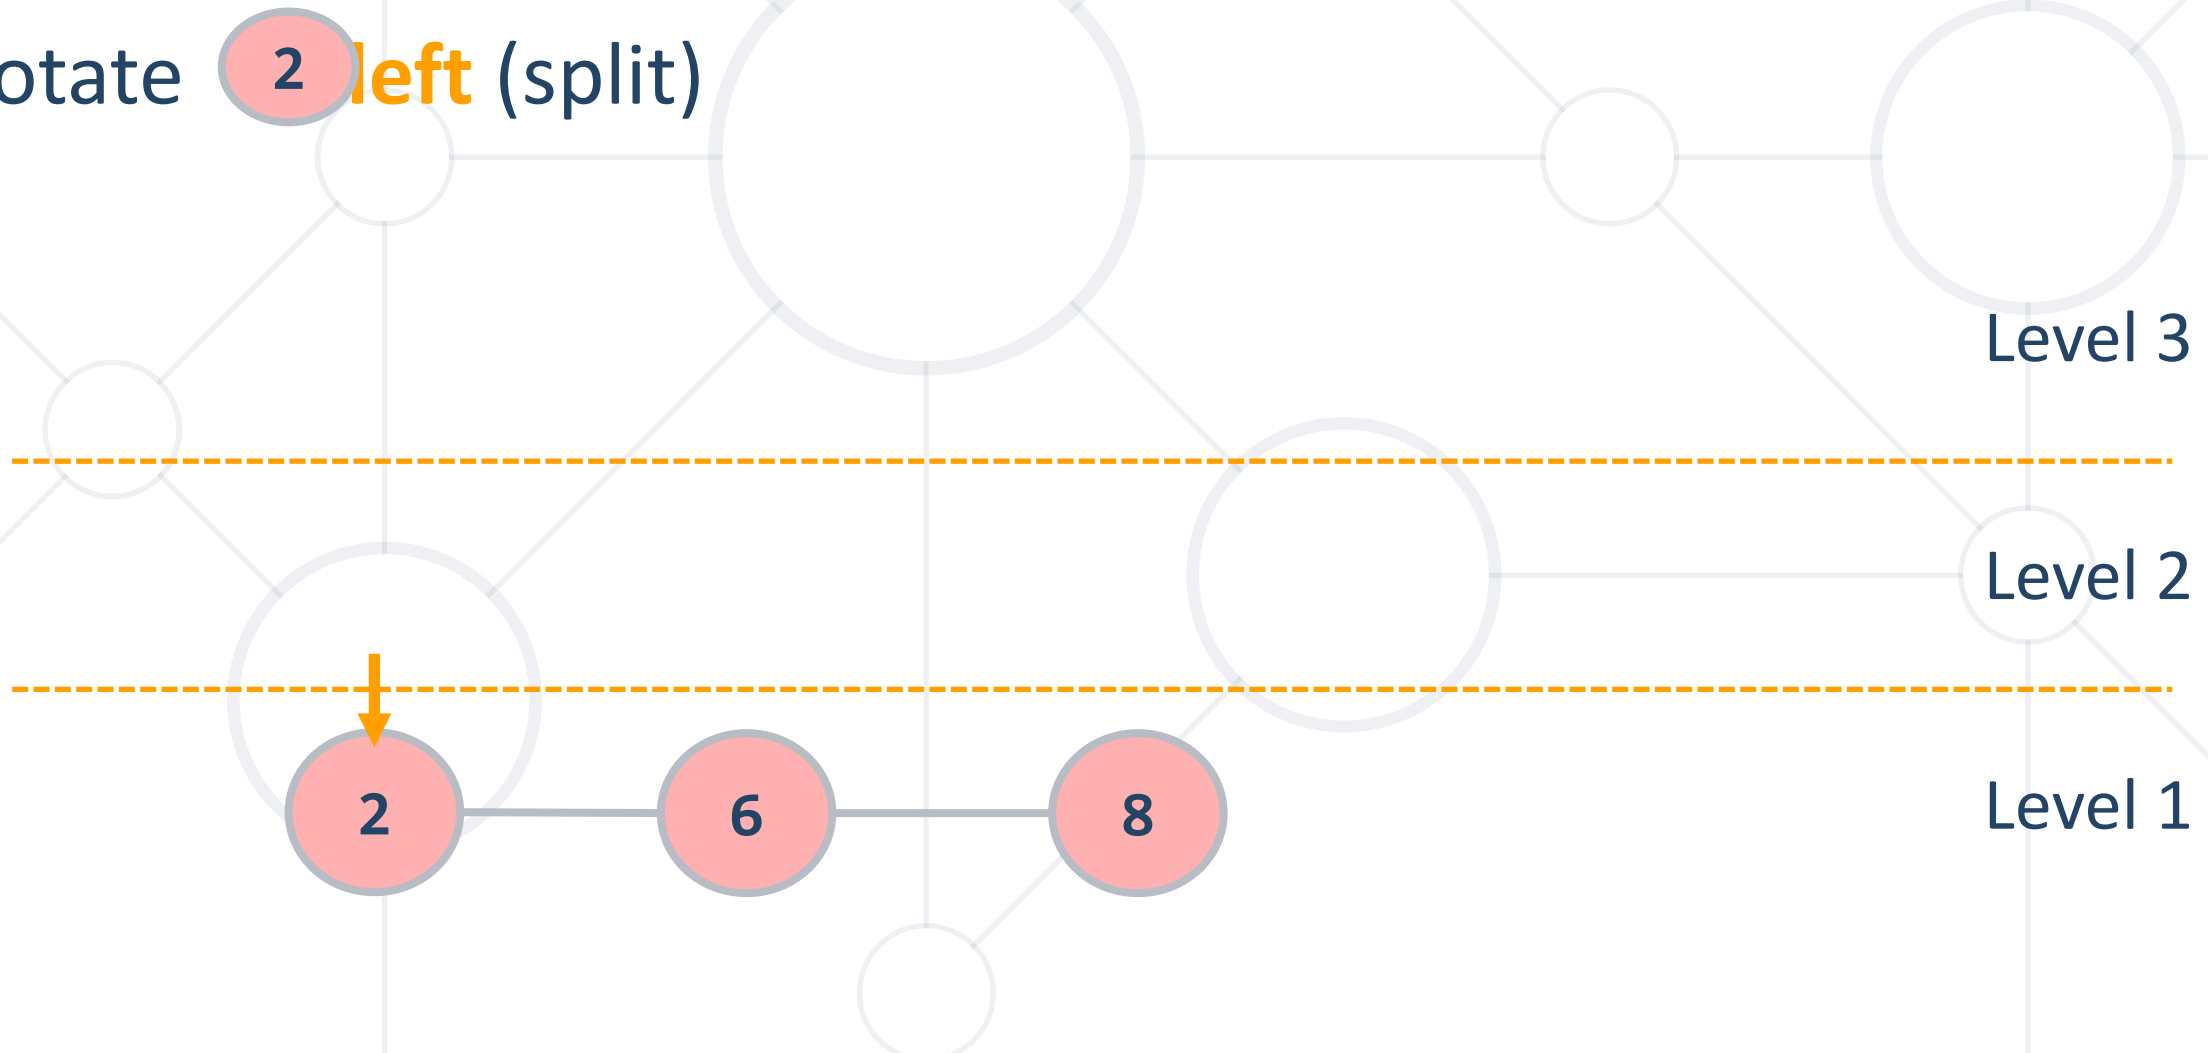 otate 2 left (split)
Level 3
Level 2
2 6 8 Level 1